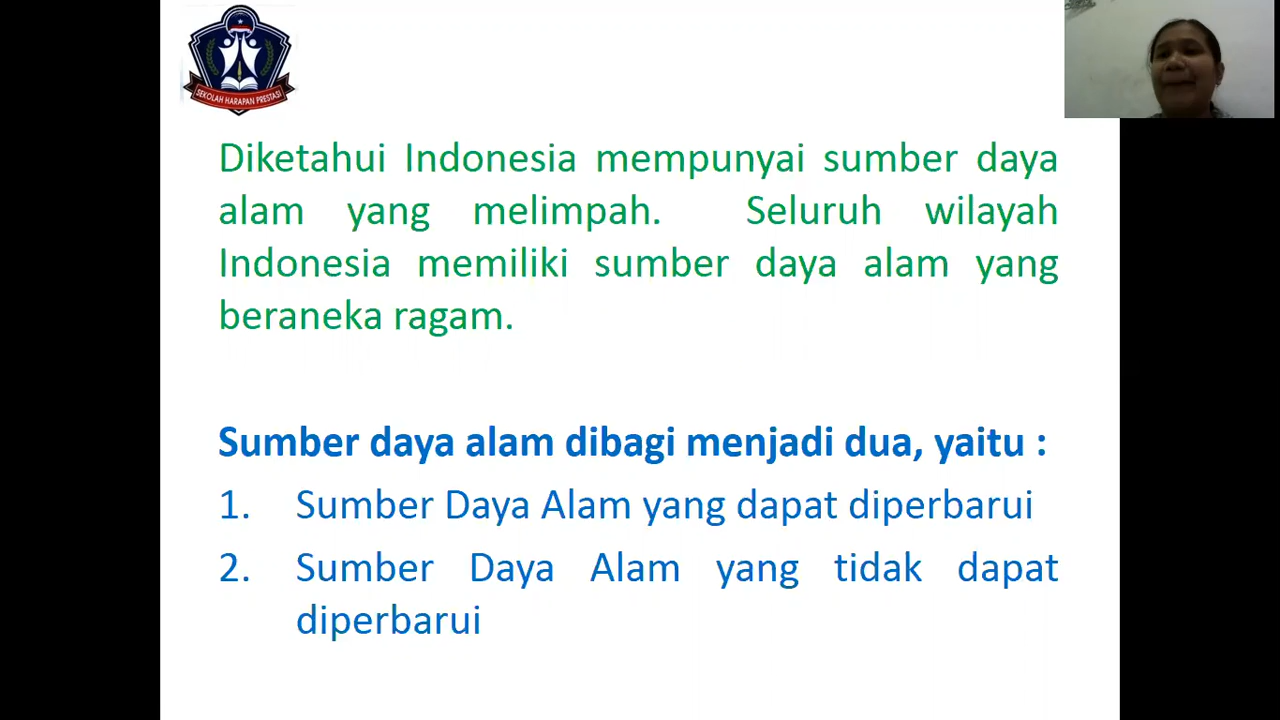 SEKOLAH HARAPAN PRESTASI
Diketahui Indonesia mempunyai sumber daya
alam yang melimpah. Seluruh wilayah
Indonesia memiliki sumber daya alam yang
beraneka ragam.
Sumber daya alam dibagi menjadi dua, yaitu :
1. Sumber Daya Alam yang dapat diperbarui
2. Sumber Daya Alam yang tidak dapat
diperbarui